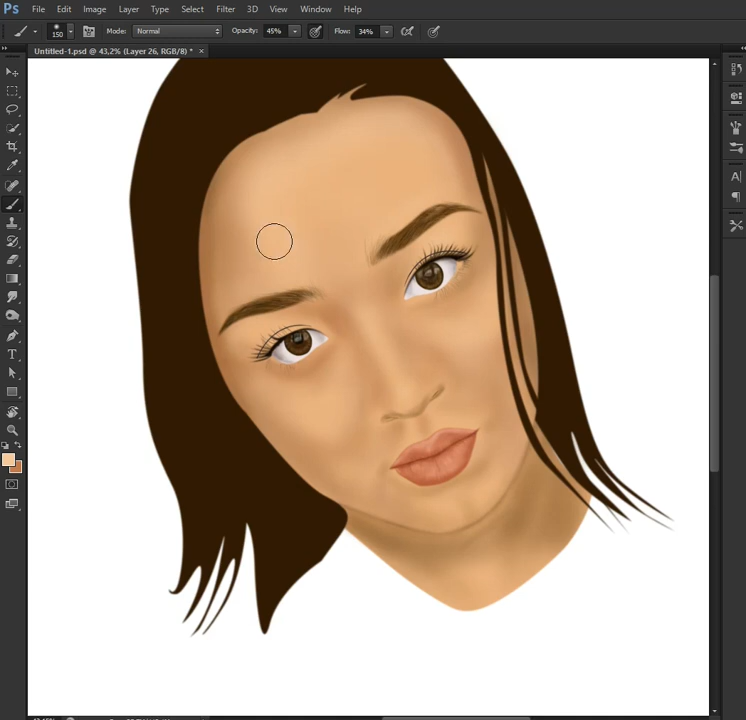 Ps File Edit Image Layer Type Select Filter 3D View Window Help
150 Mode: Normal Opacity: 45% Flow: 34%
Untitled-1.psd @ 43,2% (Layer 26, RGB/8) * ×
A
T